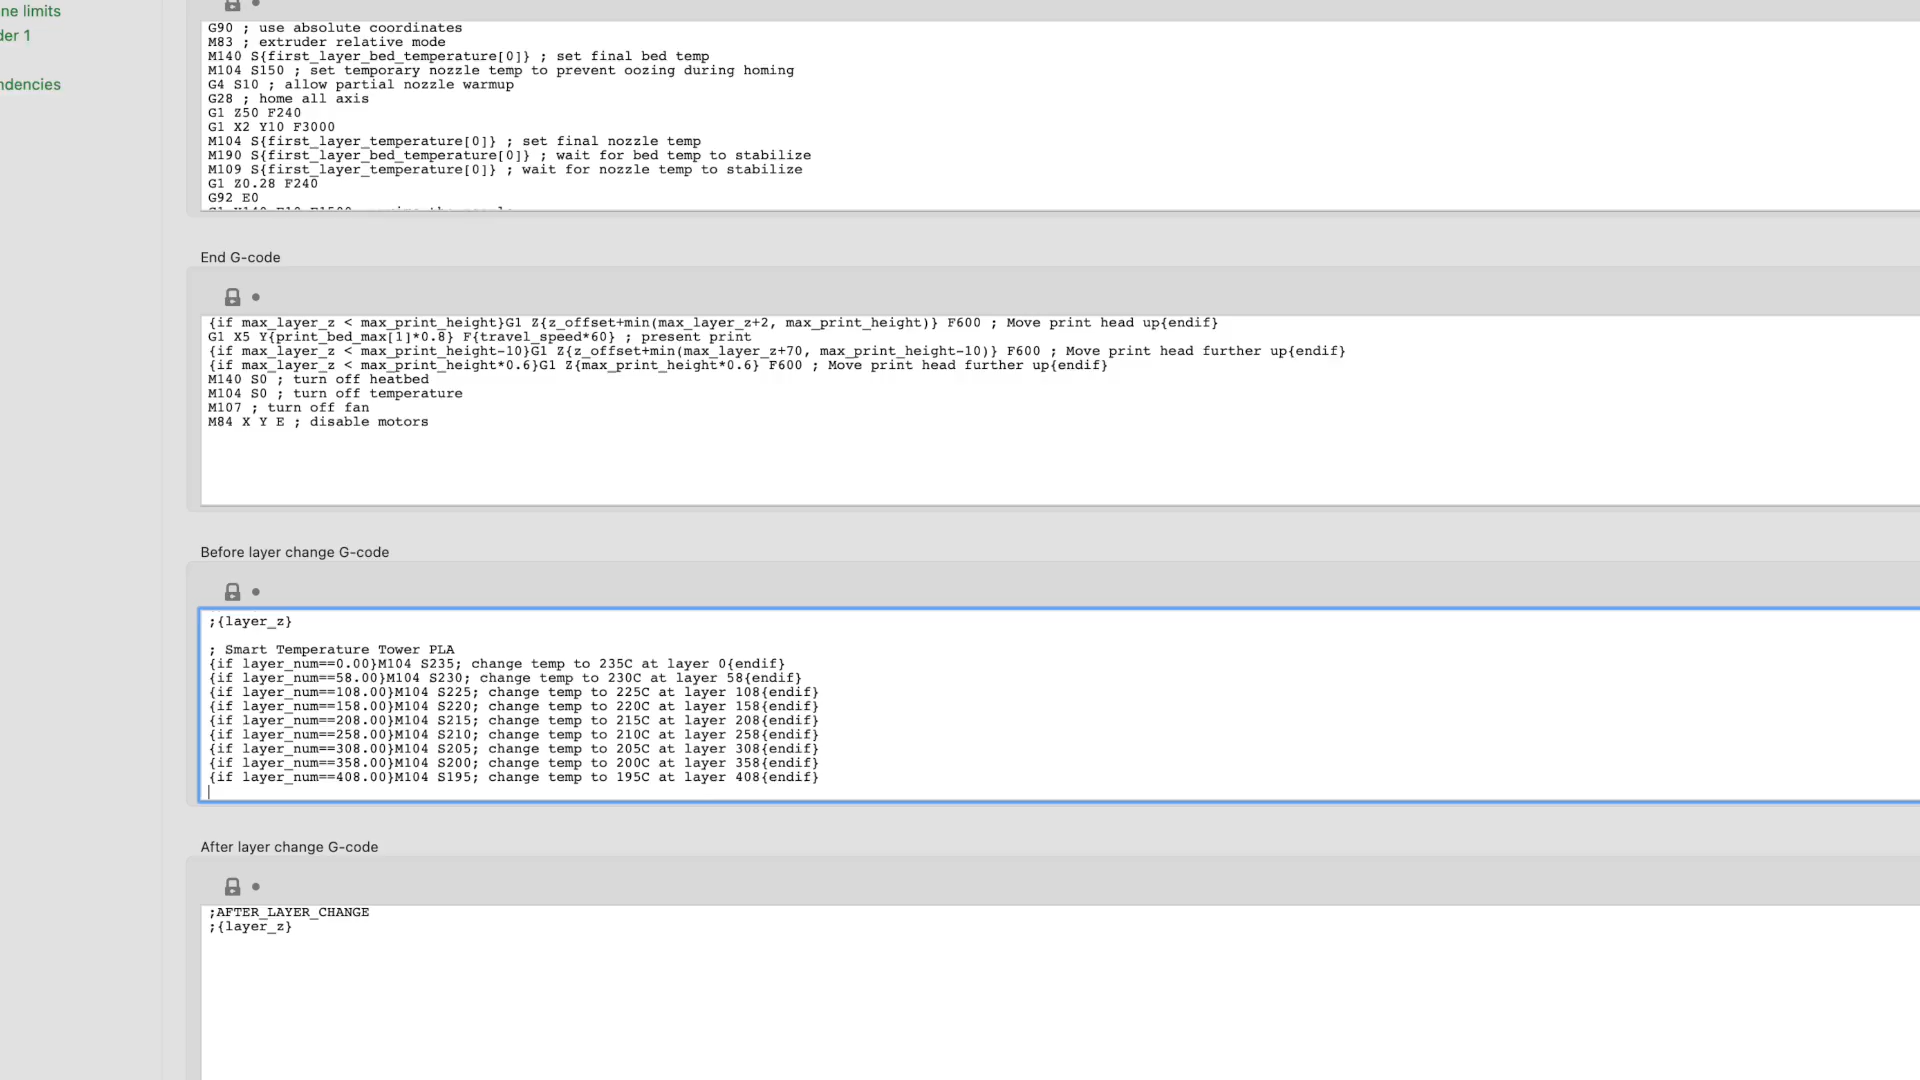 ne limits
der 1
ndencies
G90 ; use absolute coordinates
M83 ; extruder relative mode
M140 S{first_layer_bed_temperature[0]} ; set final bed temp
M104 S150 ; set temporary nozzle temp to prevent oozing during homing
G4 S10 ; allow partial nozzle warmup
G28 ; home all axis
G1 Z50 F240
G1 X2 Y10 F3000
M104 S{first_layer_temperature[0]} ; set final nozzle temp
M190 S{first_layer_bed_temperature[0]} ; wait for bed temp to stabilize
M109 S{first_layer_temperature[0]} ; wait for nozzle temp to stabilize
G1 Z0.28 F240
G92 E0
End G-code
{if max_layer_z < max_print_height}G1 Z{z_offset+min(max_layer_z+2, max_print_height)} F600 ; Move print head up{endif}
G1 X5 Y{print_bed_max[1]*0.8} F{travel_speed*60} ; present print
{if max_layer_z < max_print_height-10}G1 Z{z_offset+min(max_layer_z+70, max_print_height-10)} F600 ; Move print head further up{endif}
{if max_layer_z < max_print_height*0.6}G1 Z{max_print_height*0.6} F600 ; Move print head further up{endif}
M140 S0 ; turn off heatbed
M104 S0 ; turn off temperature
M107 ; turn off fan
M84 X Y E ; disable motors
Before layer change G-code
;{layer_z}
; Smart Temperature Tower PLA
{if layer_num==0.00}M104 S235; change temp to 235C at layer 0{endif}
{if layer_num==58.00}M104 S230; change temp to 230C at layer 58{endif}
{if layer_num==108.00}M104 S225; change temp to 225C at layer 108{endif}
{if layer_num==158.00}M104 S220; change temp to 220C at layer 158{endif}
{if layer_num==208.00}M104 S215; change temp to 215C at layer 208{endif}
{if layer_num==258.00}M104 S210; change temp to 210C at layer 258{endif}
{if layer_num==308.00}M104 S205; change temp to 205C at layer 308{endif}
{if layer_num==358.00}M104 S200; change temp to 200C at layer 358{endif}
{if layer_num==408.00}M104 S195; change temp to 195C at layer 408{endif}
After layer change G-code
;AFTER_LAYER_CHANGE
;{layer_z}